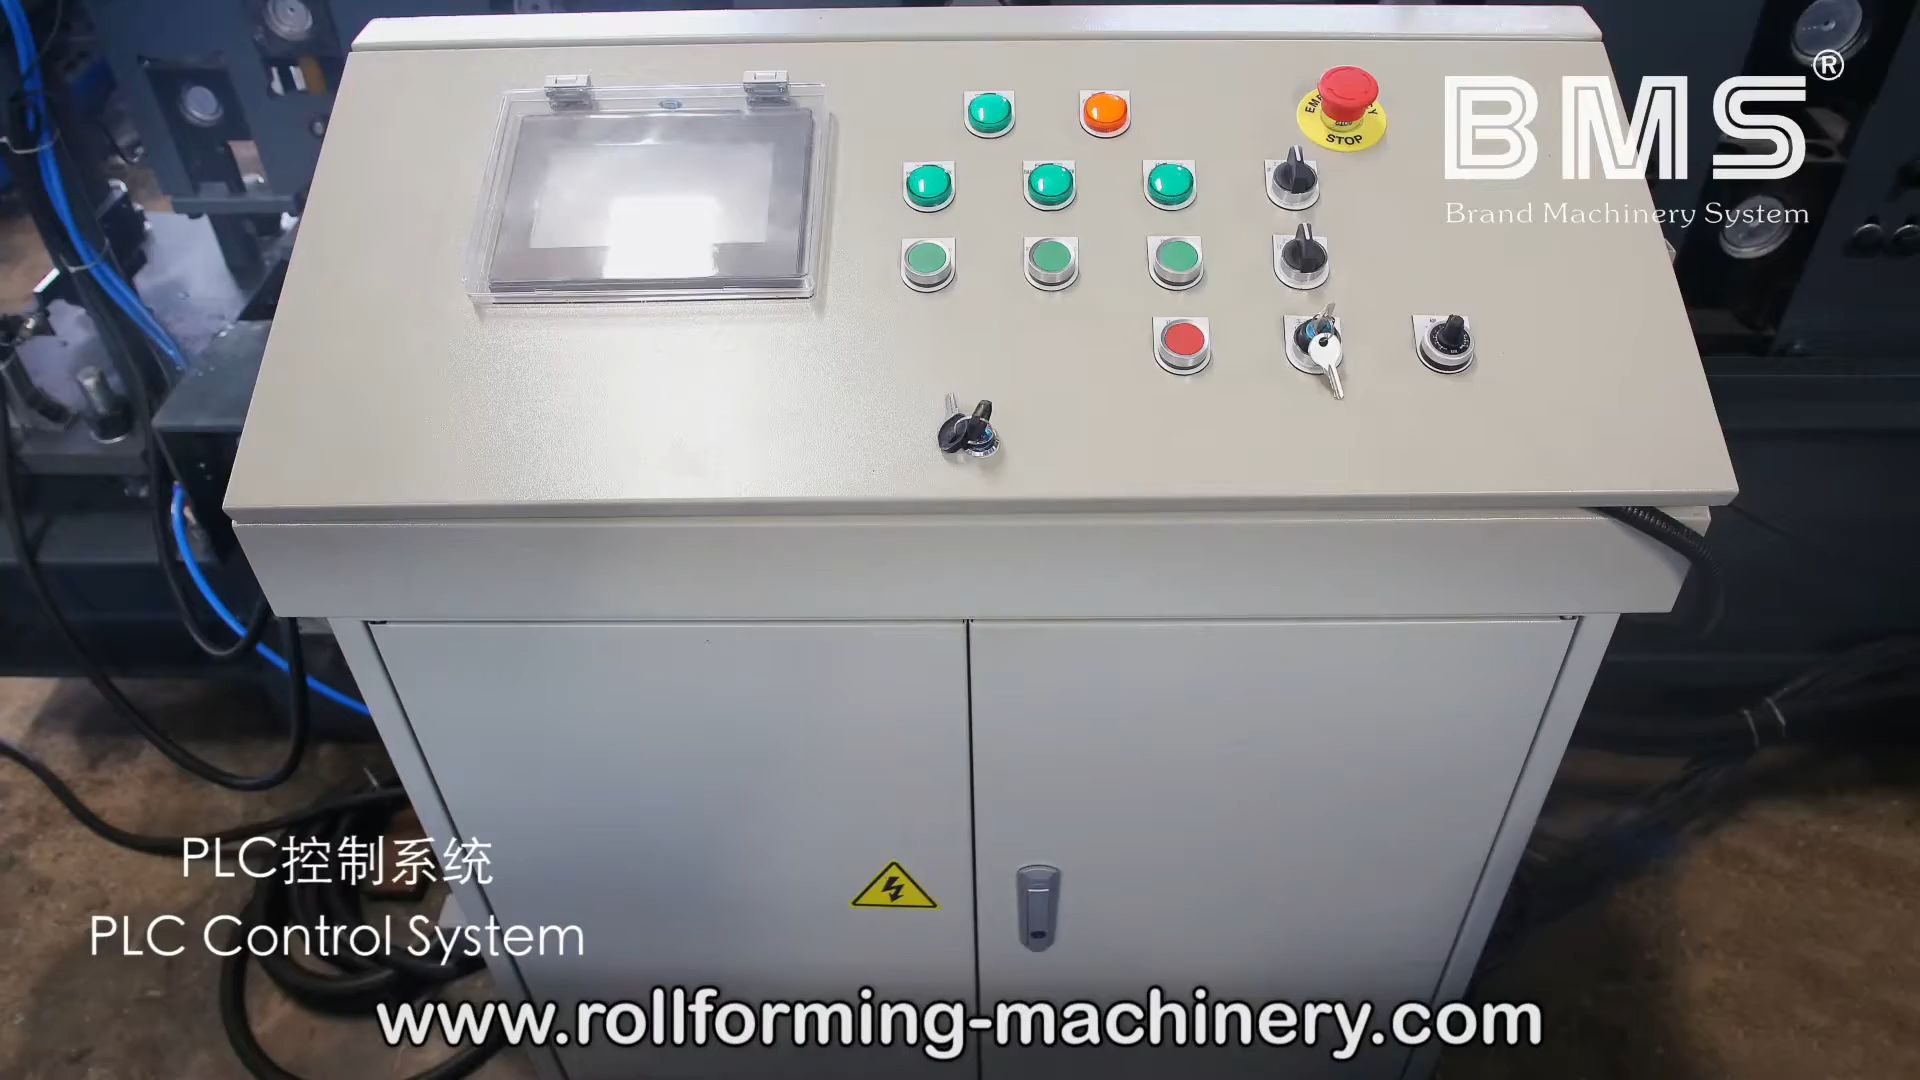 BMS®
Brand Machinery System
EMERGENCY
STOP
PLC控制系统
PLC Control System
www.rollforming-machinery.com